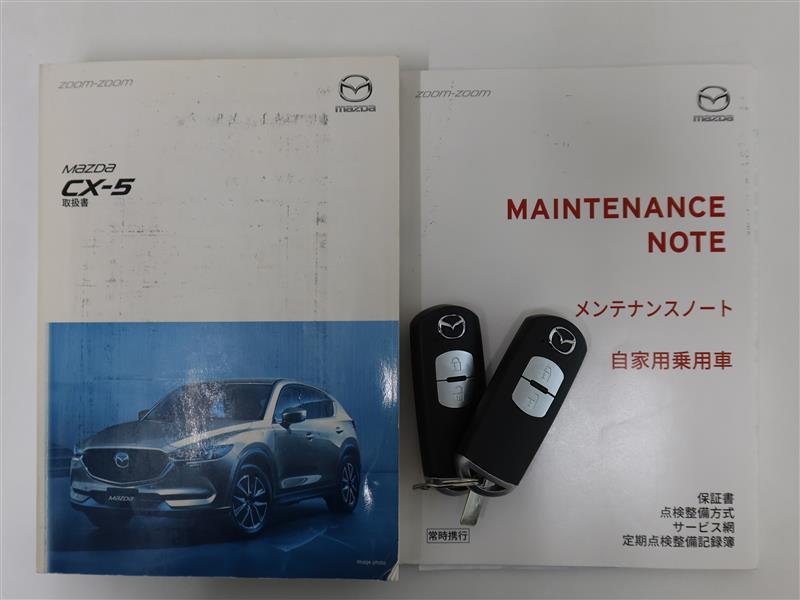 zoom-zoom
mazda
mazda
CX-5
取扱書
mazda
Image photo
zoom-zoom
mazda
MAINTENANCE
NOTE
メンテナンスノート
自家用乗用車
保証書
点検整備方式
サービス網
定期点検整備記録簿
常時携行